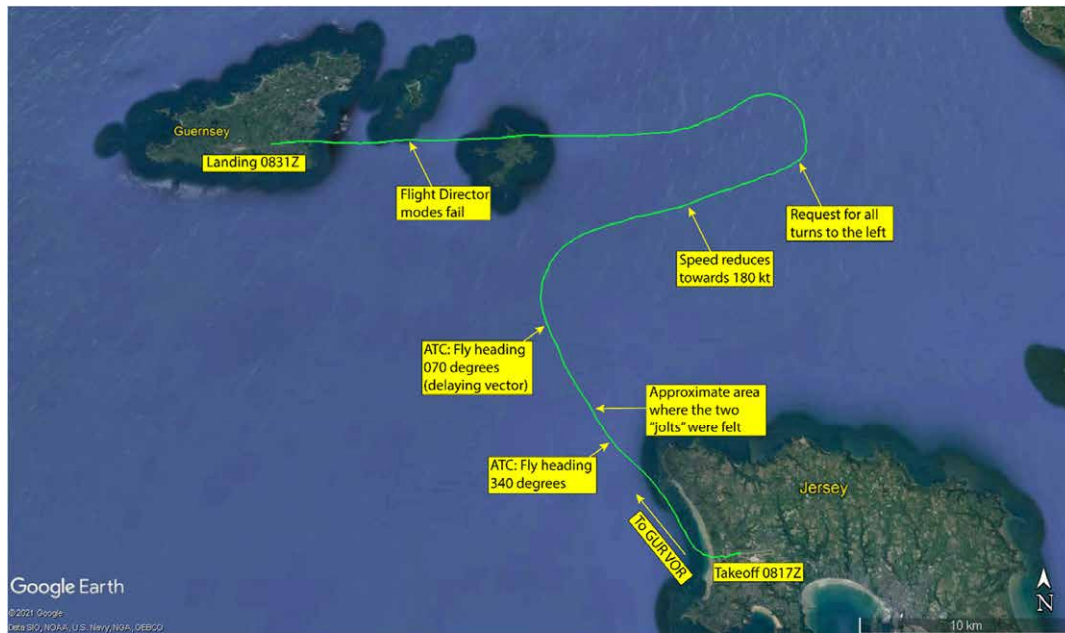 Guernsey
Landing 0831Z
Flight Director
modes fail
Request for all
turns to the left
Speed reduces
towards 180 kt
ATC: Fly heading
070 degrees
(delaying vector)
Approximate area
where the two
"jolts" were felt
ATC: Fly heading
340 degrees
Jersey
To GUR VOR
Takeoff 0817Z
Google Earth
©2021 Google
Data SIO, NOAA, U.S. Navy, NGA, GEBCO
N
10 km